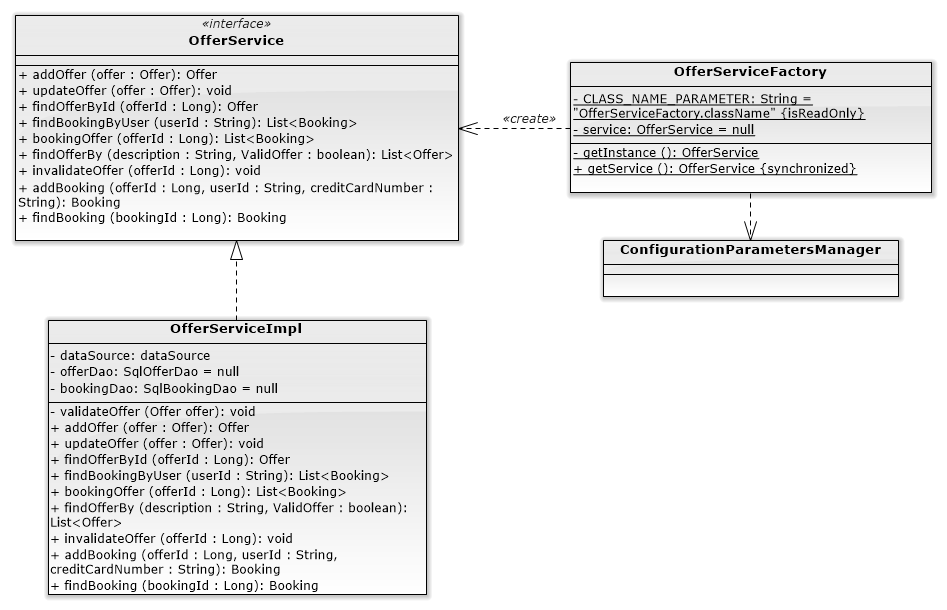 «interface»
OfferService
+ addOffer (offer : Offer): Offer
+ updateOffer (offer : Offer): void
+ findOfferById (offerId : Long): Offer
+ findBookingByUser (userId : String): List<Booking>
+ bookingOffer (offerId : Long): List<Booking>
+ findOfferBy (description : String, ValidOffer : boolean): List<Offer>
+ invalidateOffer (offerId : Long): void
+ addBooking (offerId : Long, userId : String, creditCardNumber :
String): Booking
+ findBooking (bookingId : Long): Booking
«create»
OfferServiceFactory
- CLASS_NAME_PARAMETER: String =
"OfferServiceFactory.className" {isReadOnly}
- service: OfferService = null
- getInstance (): OfferService
+ getService (): OfferService {synchronized}
ConfigurationParametersManager
OfferServiceImpl
- dataSource: dataSource
- offerDao: SqlOfferDao = null
- bookingDao: SqlBookingDao = null
- validateOffer (Offer offer): void
+ addOffer (offer : Offer): Offer
+ updateOffer (offer : Offer): void
+ findOfferById (offerId : Long): Offer
+ findBookingByUser (userId : String): List<Booking>
+ bookingOffer (offerId : Long): List<Booking>
+ findOfferBy (description : String, ValidOffer : boolean):
List<Offer>
+ invalidateOffer (offerId : Long): void
+ addBooking (offerId : Long, userId : String,
creditCardNumber : String): Booking
+ findBooking (bookingId : Long): Booking